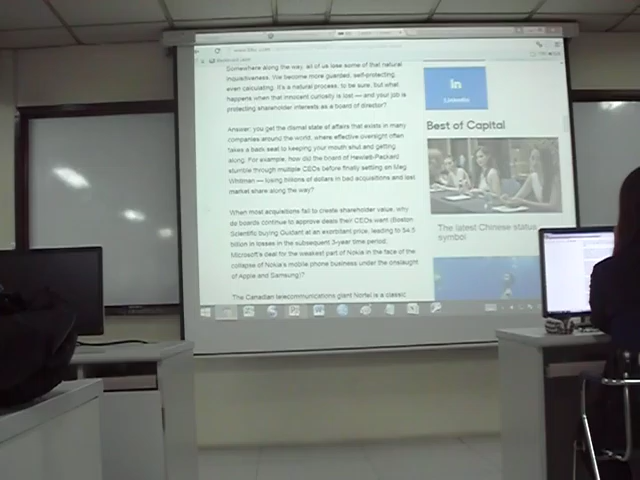 Somewhere along the way, all of us lose some of that natural
inquisitiveness. We become more guarded, self-protecting
even calculating. It's a natural process, to be sure, but what
happens when that innocent curiosity is lost — and your job is
protecting shareholder interests as a board of director?
in
LinkedIn
Best of Capital
Answer: you get the dismal state of affairs that exists in many
companies around the world, where effective oversight often
takes a back seat to keeping your mouth shut and getting
along. For example, how did the board of Hewlett-Packard
stumble through multiple CEOs before finally settling on Meg
Whitman — losing billions of dollars in bad acquisitions and lost
market share along the way?
When most acquisitions fail to create shareholder value, why
do boards continue to approve deals their CEOs want (Boston
Scientific buying Guidant at an exorbitant price, leading to $4.5
billion in losses in the subsequent 3-year time period;
Microsoft's deal for the weakest part of Nokia in the face of the
collapse of Nokia's mobile phone business under the onslaught
of Apple and Samsung)?
The latest Chinese status
symbol
The Canadian telecommunications giant Nortel is a classic